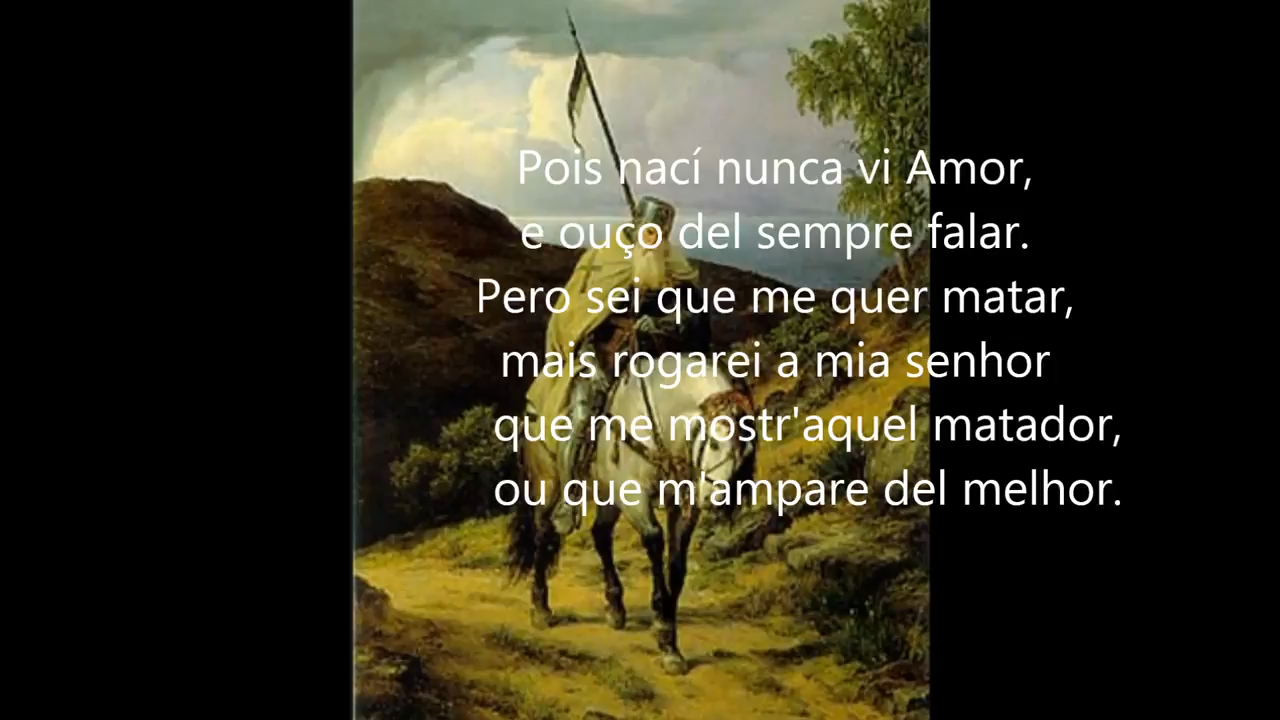 Pois nací nunca vi Amor,
e ouço del sempre falar.
Pero sei que me quer matar,
mais rogarei a mia senhor
que me mostr'aquel matador,
ou que m'ampare del melhor.